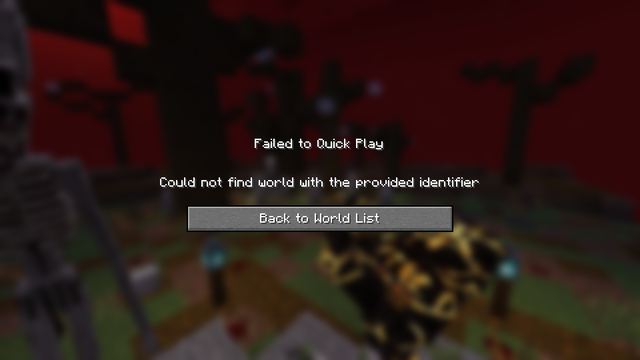 Failed to Quick Play
Could not find world with the provided identifier
Back to World List